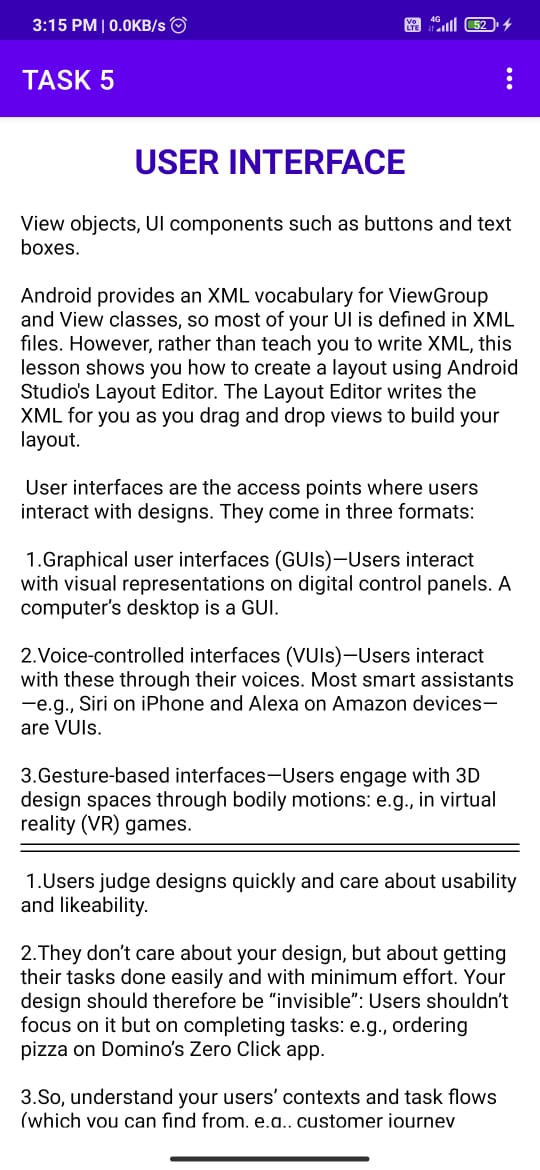 3:15 PM | 0.0KB/s
Vo LTE 4G 52
TASK 5
USER INTERFACE
View objects, UI components such as buttons and text
boxes.
Android provides an XML vocabulary for ViewGroup
and View classes, so most of your UI is defined in XML
files. However, rather than teach you to write XML, this
lesson shows you how to create a layout using Android
Studio's Layout Editor. The Layout Editor writes the
XML for you as you drag and drop views to build your
layout.
User interfaces are the access points where users
interact with designs. They come in three formats:
1.Graphical user interfaces (GUIs)—Users interact
with visual representations on digital control panels. A
computer's desktop is a GUI.
2.Voice-controlled interfaces (VUIs)—Users interact
with these through their voices. Most smart assistants
—e.g., Siri on iPhone and Alexa on Amazon devices—
are VUIs.
3.Gesture-based interfaces—Users engage with 3D
design spaces through bodily motions: e.g., in virtual
reality (VR) games.
1.Users judge designs quickly and care about usability
and likeability.
2.They don't care about your design, but about getting
their tasks done easily and with minimum effort. Your
design should therefore be “invisible”: Users shouldn't
focus on it but on completing tasks: e.g., ordering
pizza on Domino's Zero Click app.
3.So, understand your users' contexts and task flows
(which you can find from, e.g., customer journey